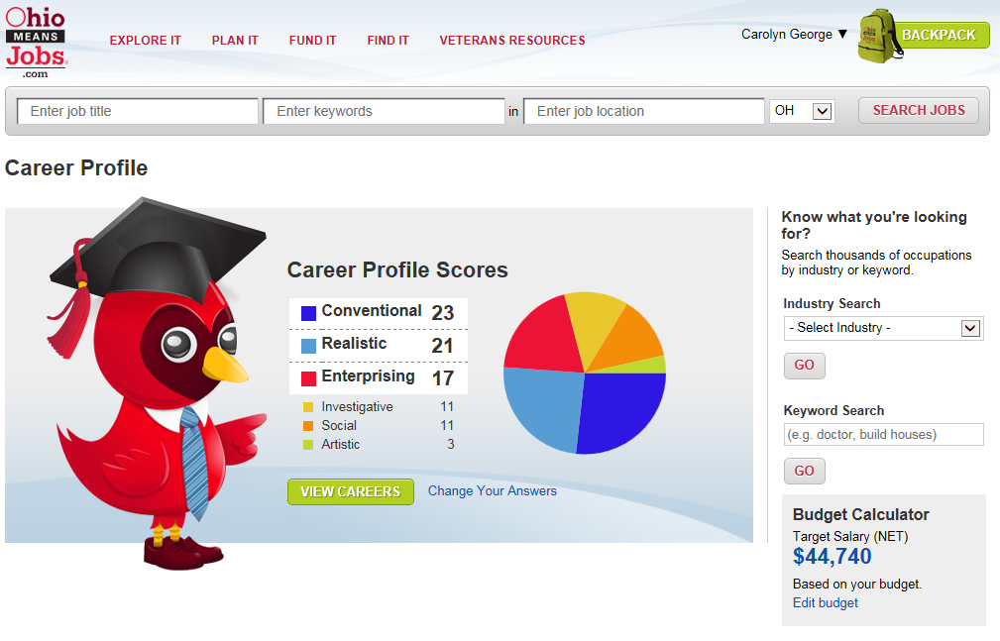 Ohio
MEANS
Jobs
.com
EXPLORE IT PLAN IT FUND IT FIND IT VETERANS RESOURCES
Carolyn George ▼
BACKPACK
Enter job title Enter keywords in Enter job location OH SEARCH JOBS
Career Profile
Career Profile Scores
Conventional 23
Realistic 21
Enterprising 17
Investigative 11
Social 11
Artistic 3
VIEW CAREERS Change Your Answers
Know what you're looking
for?
Search thousands of occupations
by industry or keyword.
Industry Search
- Select Industry -
GO
Keyword Search
(e.g. doctor, build houses)
GO
Budget Calculator
Target Salary (NET)
$44,740
Based on your budget.
Edit budget